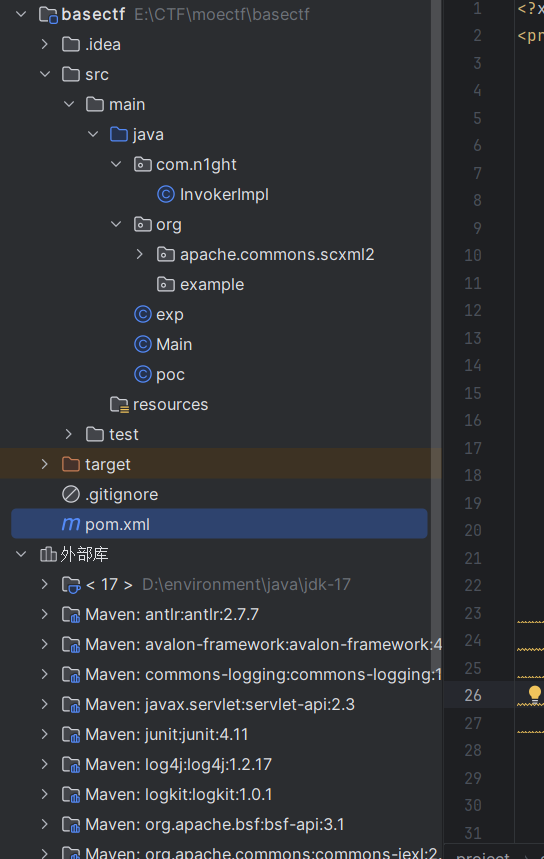 basectf E:\CTF\moectf\basectf
.idea
src
main
java
com.n1ght
InvokerImpl
org
apache.commons.scxml2
example
exp
Main
poc
resources
test
target
.gitignore
pom.xml
外部库
< 17 > D:\environment\java\jdk-17
Maven: antlr:antlr:2.7.7
Maven: avalon-framework:avalon-framework:4
Maven: commons-logging:commons-logging:1
Maven: javax.servlet:servlet-api:2.3
Maven: junit:junit:4.11
Maven: log4j:log4j:1.2.17
Maven: logkit:logkit:1.0.1
Maven: org.apache.bsf:bsf-api:3.1
Maven: org.apache.commons:commons-jexl:2.
1 <?x
2 <pr
3
4
5
6
7
8
9
10
11
12
13
14
15
16
17
18
19
20
21
22
23
24
25
26
27
28
29
30
31
project